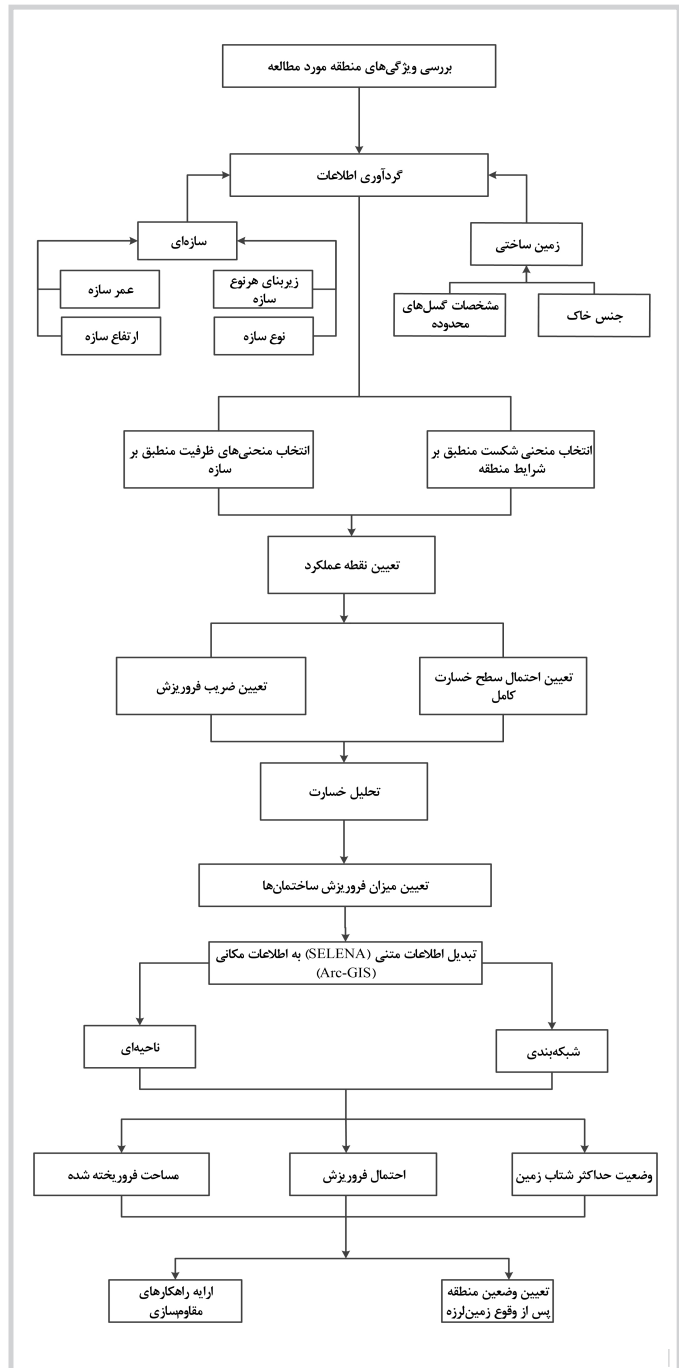 بررسی ویژگی‌های منطقه مورد مطالعه
گردآوری اطلاعات
زمین ساختی
سازه‌ای
جنس خاک
مشخصات گسل‌های
محدوده
زیربنای هرنوع
سازه
عمر سازه
نوع سازه
ارتفاع سازه
انتخاب منحنی شکست منطبق بر
شرایط منطقه
انتخاب منحنی‌های ظرفیت منطبق بر
سازه
تعیین نقطه عملکرد
تعیین احتمال سطح خسارت
کامل
تعیین ضریب فروریزش
تحلیل خسارت
تعیین میزان فروریزش ساختمان‌ها
تبدیل اطلاعات متنی (SELENA) به اطلاعات مکانی
(Arc-GIS)
شبکه‌بندی
ناحیه‌ای
وضعیت حداکثر شتاب زمین
احتمال فروریزش
مساحت فروریخته شده
تعیین وضعین منطقه
پس از وقوع زمین‌لرزه
ارایه راهکارهای
مقاوم‌سازی